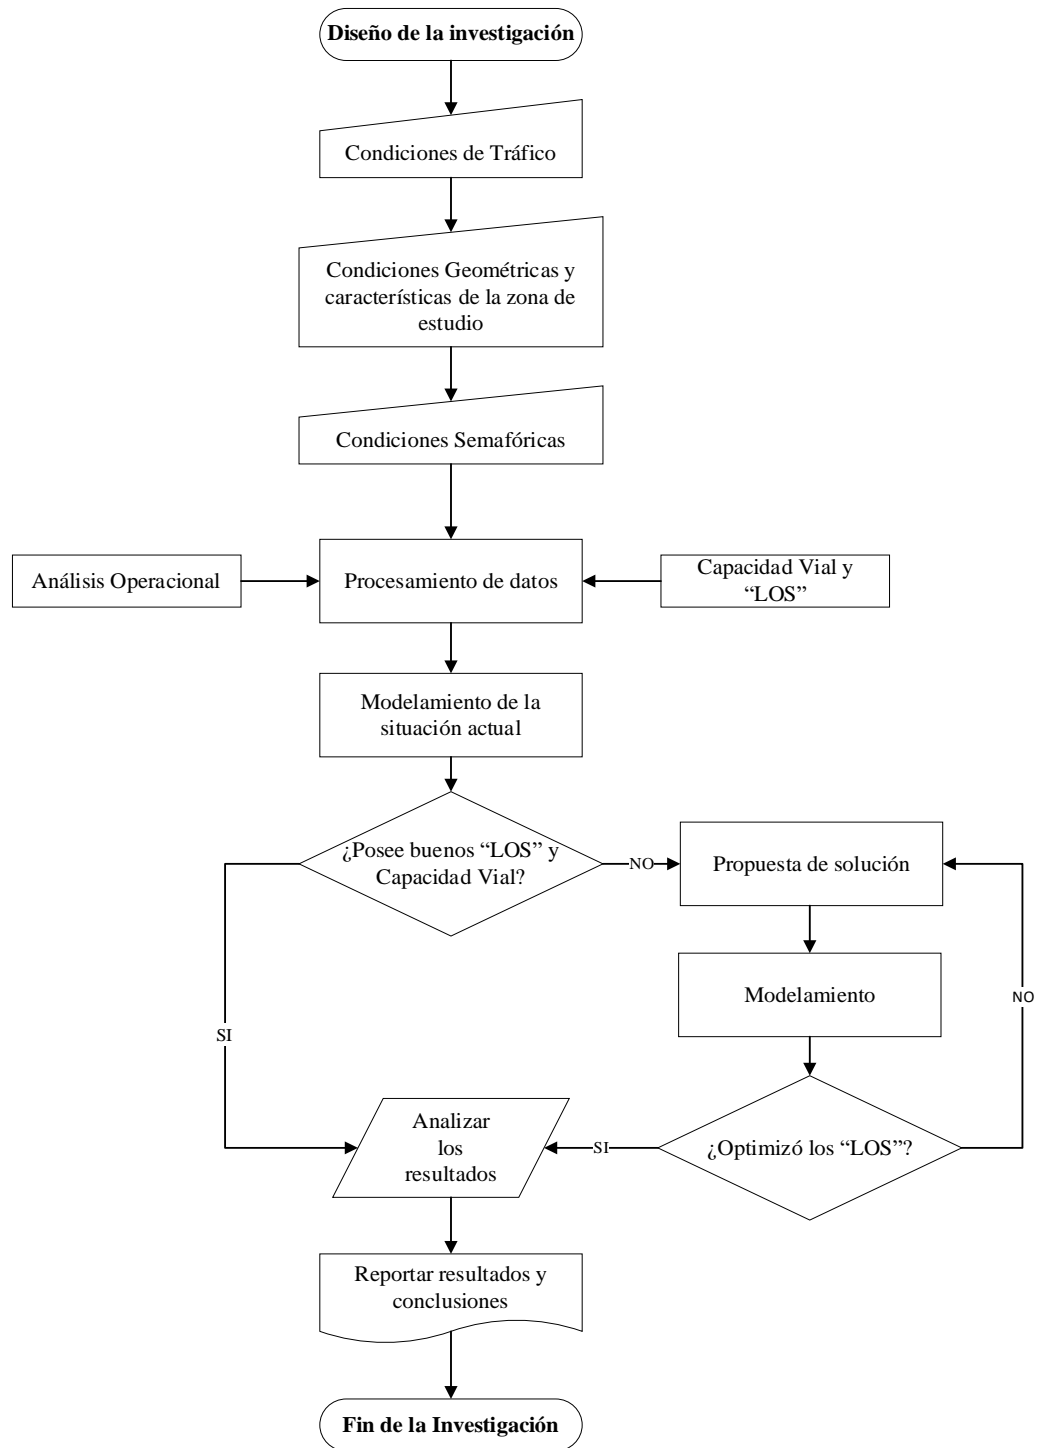 Diseño de la investigación
Condiciones de Tráfico
Condiciones Geométricas y
características de la zona de
estudio
Condiciones Semafóricas
Análisis Operacional
Procesamiento de datos
Capacidad Vial y
“LOS”
Modelamiento de la
situación actual
¿Posee buenos “LOS” y
Capacidad Vial?
NO
Propuesta de solución
Modelamiento
NO
SI
Analizar
los
resultados
SI
¿Optimizó los “LOS”?
Reportar resultados y
conclusiones
Fin de la Investigación